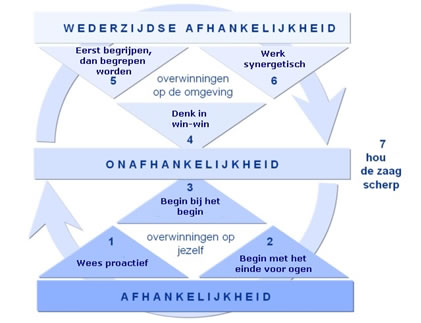 WEDERZIJDSE AFHANKELIJKHEID
Eerst begrijpen,
dan begrepen
worden
5
overwinningen
op de omgeving
Werk
synergetisch
6
Denk in
win-win
4
7
hou
de zaag
scherp
ONAFHANKELIJKHEID
3
Begin bij het
begin
1
Wees proactief
overwinningen op
jezelf
2
Begin met het
einde voor ogen
AFHANKELIJKHEID